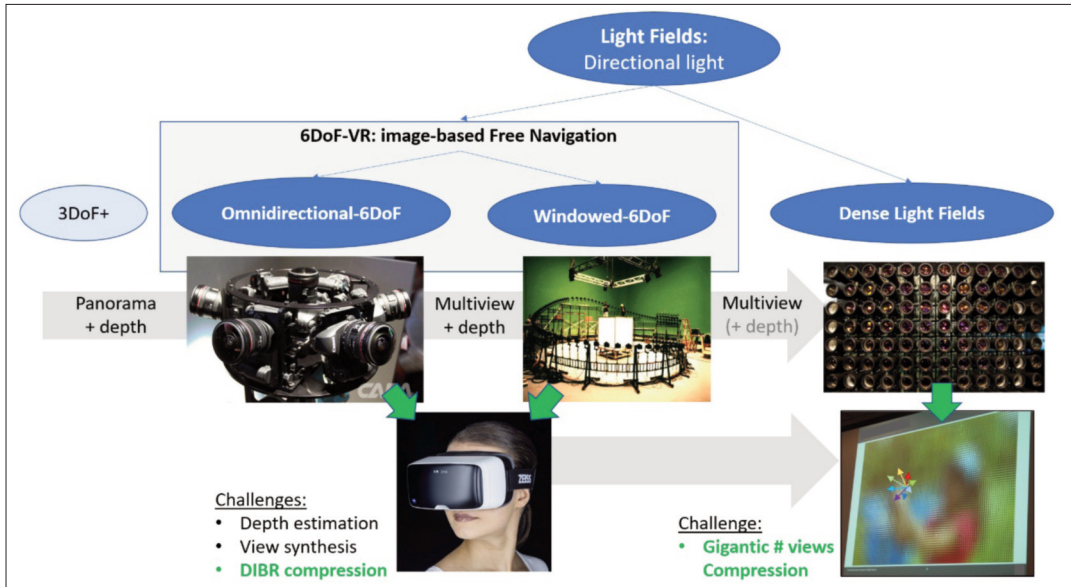 Light Fields:
Directional light
6DoF-VR: image-based Free Navigation
3DoF+
Omnidirectional-6DoF
Windowed-6DoF
Dense Light Fields
Panorama
+ depth
Multiview
+ depth
Multiview
(+ depth)
ZEISS
Challenges:
• Depth estimation
• View synthesis
• DIBR compression
Challenge:
• Gigantic # views
Compression